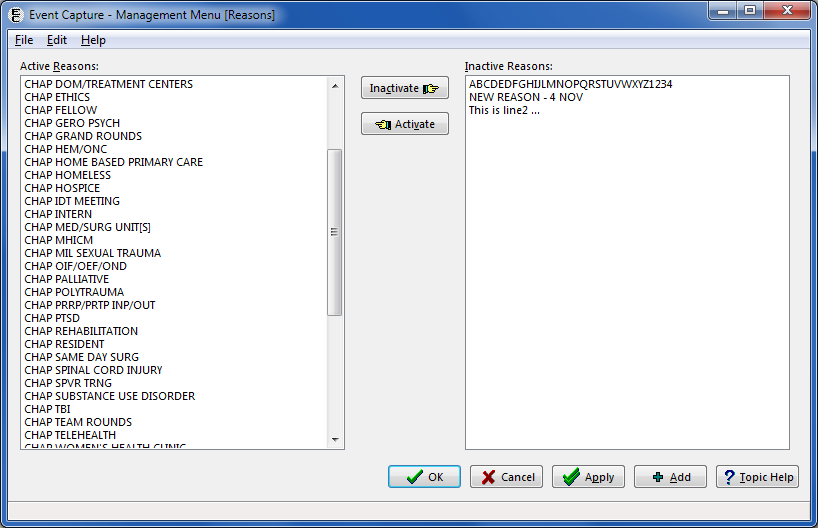 Event Capture - Management Menu [Reasons]
File Edit Help
Active Reasons:
CHAP DOM/TREATMENT CENTERS
CHAP ETHICS
CHAP FELLOW
CHAP GERO PSYCH
CHAP GRAND ROUNDS
CHAP HEM/ONC
CHAP HOME BASED PRIMARY CARE
CHAP HOMELESS
CHAP HOSPICE
CHAP IDT MEETING
CHAP INTERN
CHAP MED/SURG UNIT[S]
CHAP MHICM
CHAP MIL SEXUAL TRAUMA
CHAP OIF/OEF/OND
CHAP PALLIATIVE
CHAP POLYTRAUMA
CHAP PRRP/PRTP INP/OUT
CHAP PTSD
CHAP REHABILITATION
CHAP RESIDENT
CHAP SAME DAY SURG
CHAP SPINAL CORD INJURY
CHAP SPVR TRNG
CHAP SUBSTANCE USE DISORDER
CHAP TBI
CHAP TEAM ROUNDS
CHAP TELEHEALTH
CHAP WOMEN'S HEALTH CLINIC
Inactivate
Activate
Inactive Reasons:
ABCDEDFGHIJLMNOPQRSTUVWXYZ1234
NEW REASON - 4 NOV
This is line2 ...
OK
Cancel
Apply
Add
Topic Help